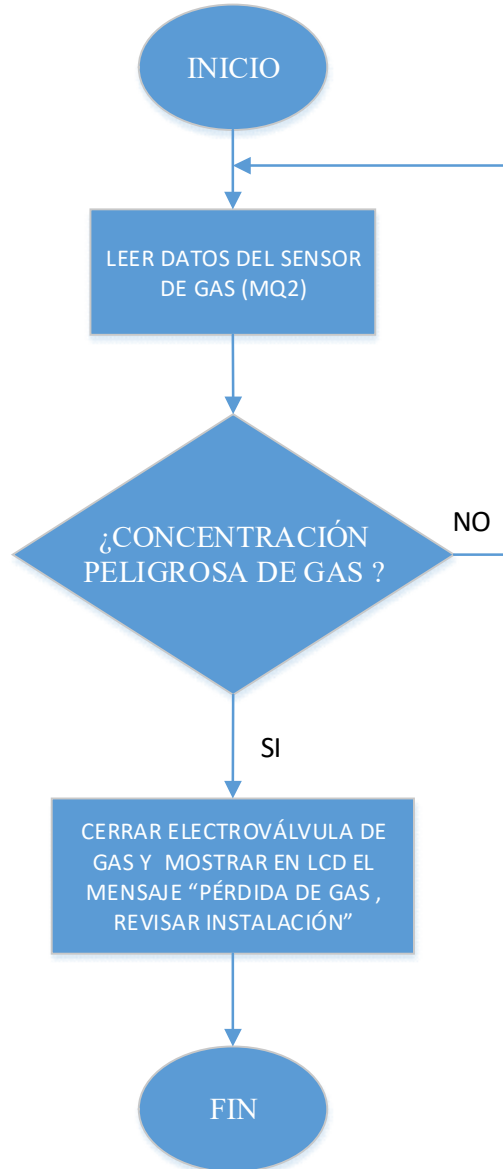 INICIO
LEER DATOS DEL SENSOR
DE GAS (MQ2)
¿CONCENTRACIÓN
PELIGROSA DE GAS ?
NO
SI
CERRAR ELECTROVÁLVULA DE
GAS Y MOSTRAR EN LCD EL
MENSAJE “PÉRDIDA DE GAS ,
REVISAR INSTALACIÓN”
FIN